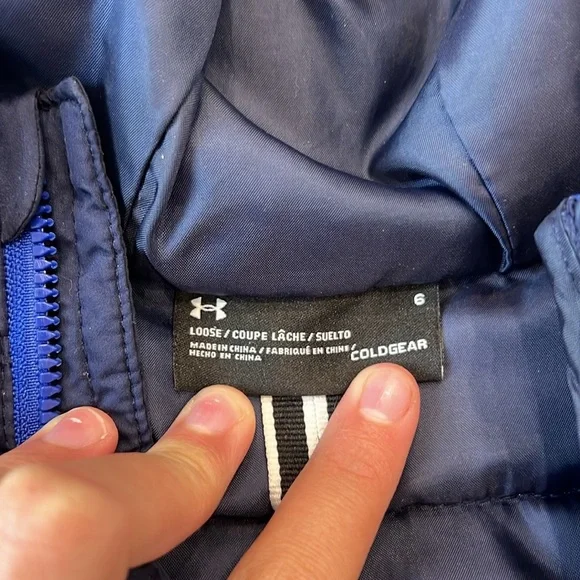 6
LOOSE / COUPE LÂCHE / SUELTO
MADE IN CHINA / FABRIQUÉ EN CHINE /
HECHO EN CHINA
COLDGEAR